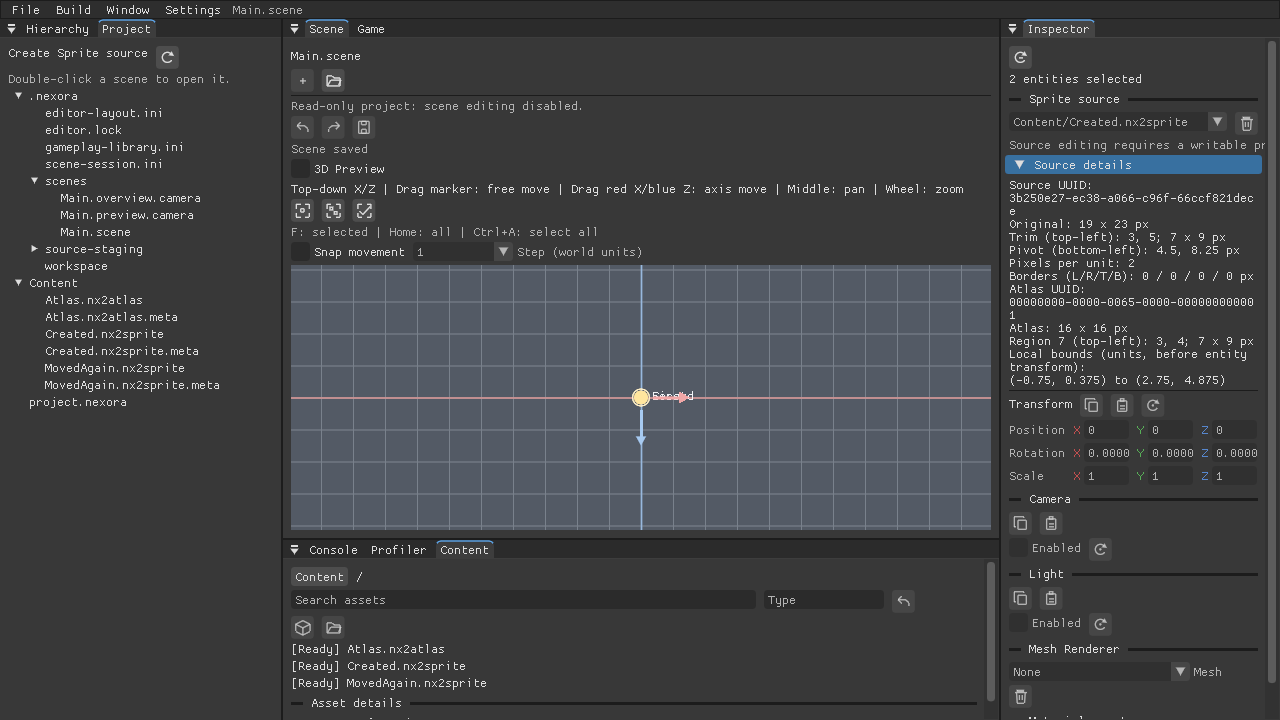 File Build Window Settings Main.scene
Hierarchy Project
Create Sprite source
Double-click a scene to open it.
.nexora
editor-layout.ini
editor.lock
gameplay-library.ini
scene-session.ini
scenes
Main.overview.camera
Main.preview.camera
Main.scene
source-staging
workspace
Content
Atlas.nx2atlas
Atlas.nx2atlas.meta
Created.nx2sprite
Created.nx2sprite.meta
MovedAgain.nx2sprite
MovedAgain.nx2sprite.meta
project.nexora
Scene Game
Main.scene
Read-only project: scene editing disabled.
Scene saved
3D Preview
Top-down X/Z | Drag marker: free move | Drag red X/blue Z: axis move | Middle: pan | Wheel: zoom
F: selected | Home: all | Ctrl+A: select all
Snap movement 1 Step (world units)
Console Profiler Content
Content /
Search assets Type
[Ready] Atlas.nx2atlas
[Ready] Created.nx2sprite
[Ready] MovedAgain.nx2sprite
Asset details
Inspector
2 entities selected
Sprite source
Content/Created.nx2sprite
Source editing requires a writable pr
Source details
Source UUID:
3b250e27-ec38-a066-c96f-66ccf821dec
e
Original: 19 x 23 px
Trim (top-left): 3, 5; 7 x 9 px
Pivot (bottom-left): 4.5, 8.25 px
Pixels per unit: 2
Borders (L/R/T/B): 0 / 0 / 0 / 0 px
Atlas UUID:
00000000-0000-0065-0000-00000000000
1
Atlas: 16 x 16 px
Region 7 (top-left): 3, 4; 7 x 9 px
Local bounds (units, before entity
transform):
(-0.75, 0.375) to (2.75, 4.875)
Transform
Position X 0 Y 0 Z 0
Rotation X 0.0000 Y 0.0000 Z 0.0000
Scale X 1 Y 1 Z 1
Camera
Enabled
Light
Enabled
Mesh Renderer
None Mesh